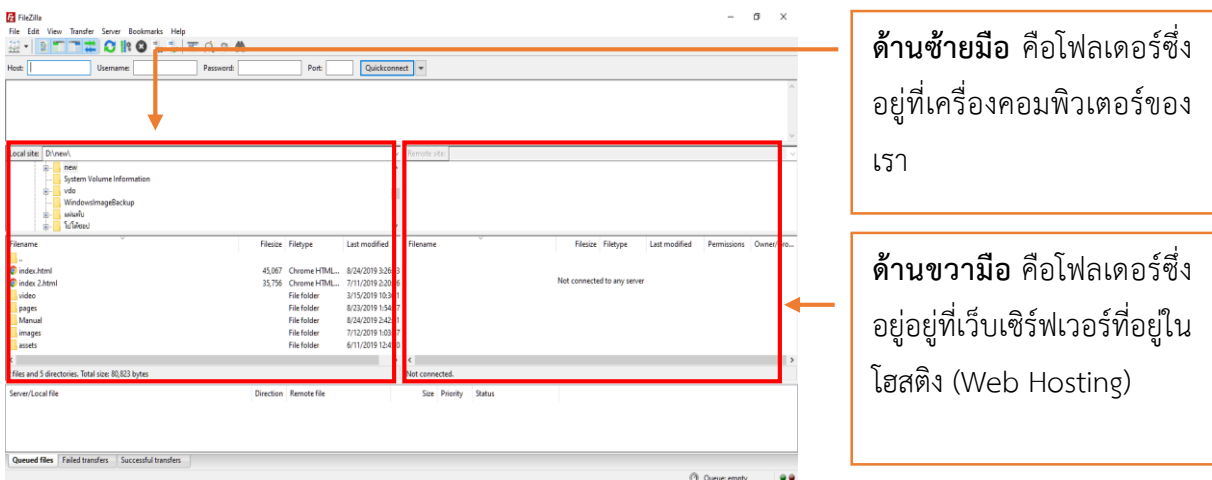 FileZilla
File Edit View Transfer Server Bookmarks Help
Host: Username: Password: Port: Quickconnect
Local site: D:\new\
Remote site:
new
System Volume Information
vdo
WindowsImageBackup
แผ่นพับ
Filename Filesize Filetype Last modified
..
index.html 45,067 Chrome HTML... 8/24/2019 3:26
index 2.html 35,756 Chrome HTML... 7/11/2019 2:20
video File folder 3/15/2019 10:3
pages File folder 8/23/2019 1:54
Manual File folder 8/24/2019 2:42
images File folder 7/12/2019 1:03
assets File folder 6/11/2019 12:4
files and 5 directories. Total size: 80,823 bytes
Filename Filesize Filetype Last modified Permissions
Not connected to any server
Not connected.
Server/Local file Direction Remote file Size Priority Status
Queued files Failed transfers Successful transfers
Queue: empty
ด้านซ้ายมือ คือโฟลเดอร์ซึ่ง
อยู่ที่เครื่องคอมพิวเตอร์ของ
เรา
ด้านขวามือ คือโฟลเดอร์ซึ่ง
อยู่อยู่ที่เว็บเซิร์ฟเวอร์ที่อยู่ใน
โฮสติง (Web Hosting)